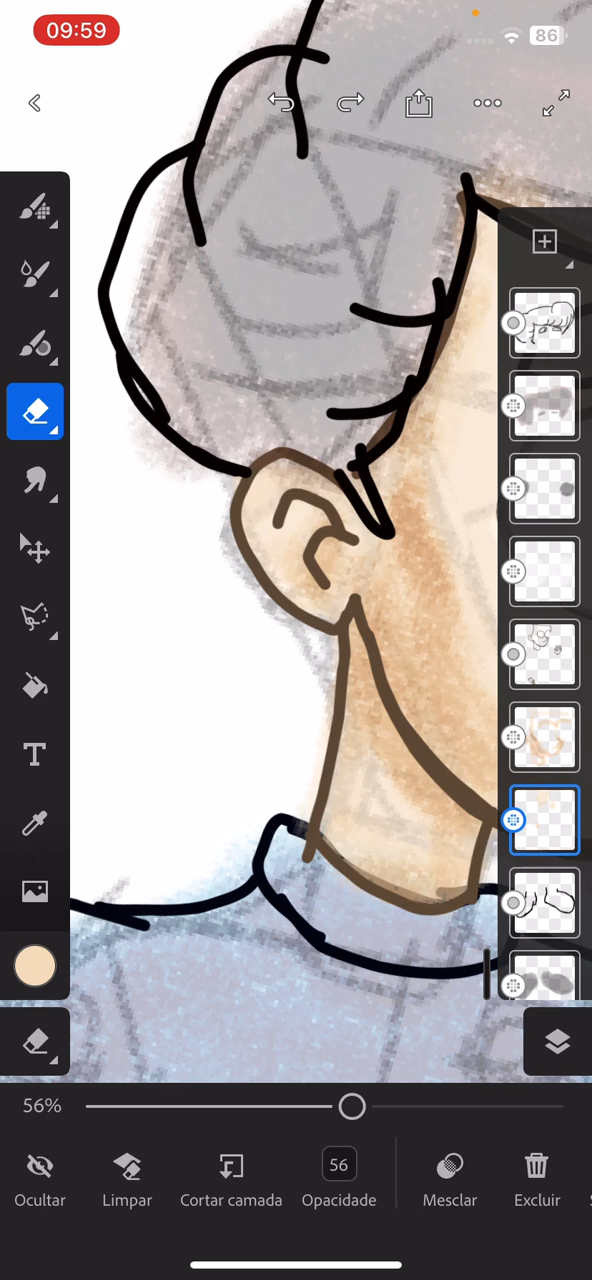 09:59
86
T
56%
56
Ocultar
Limpar
Cortar camada
Opacidade
Mesclar
Excluir